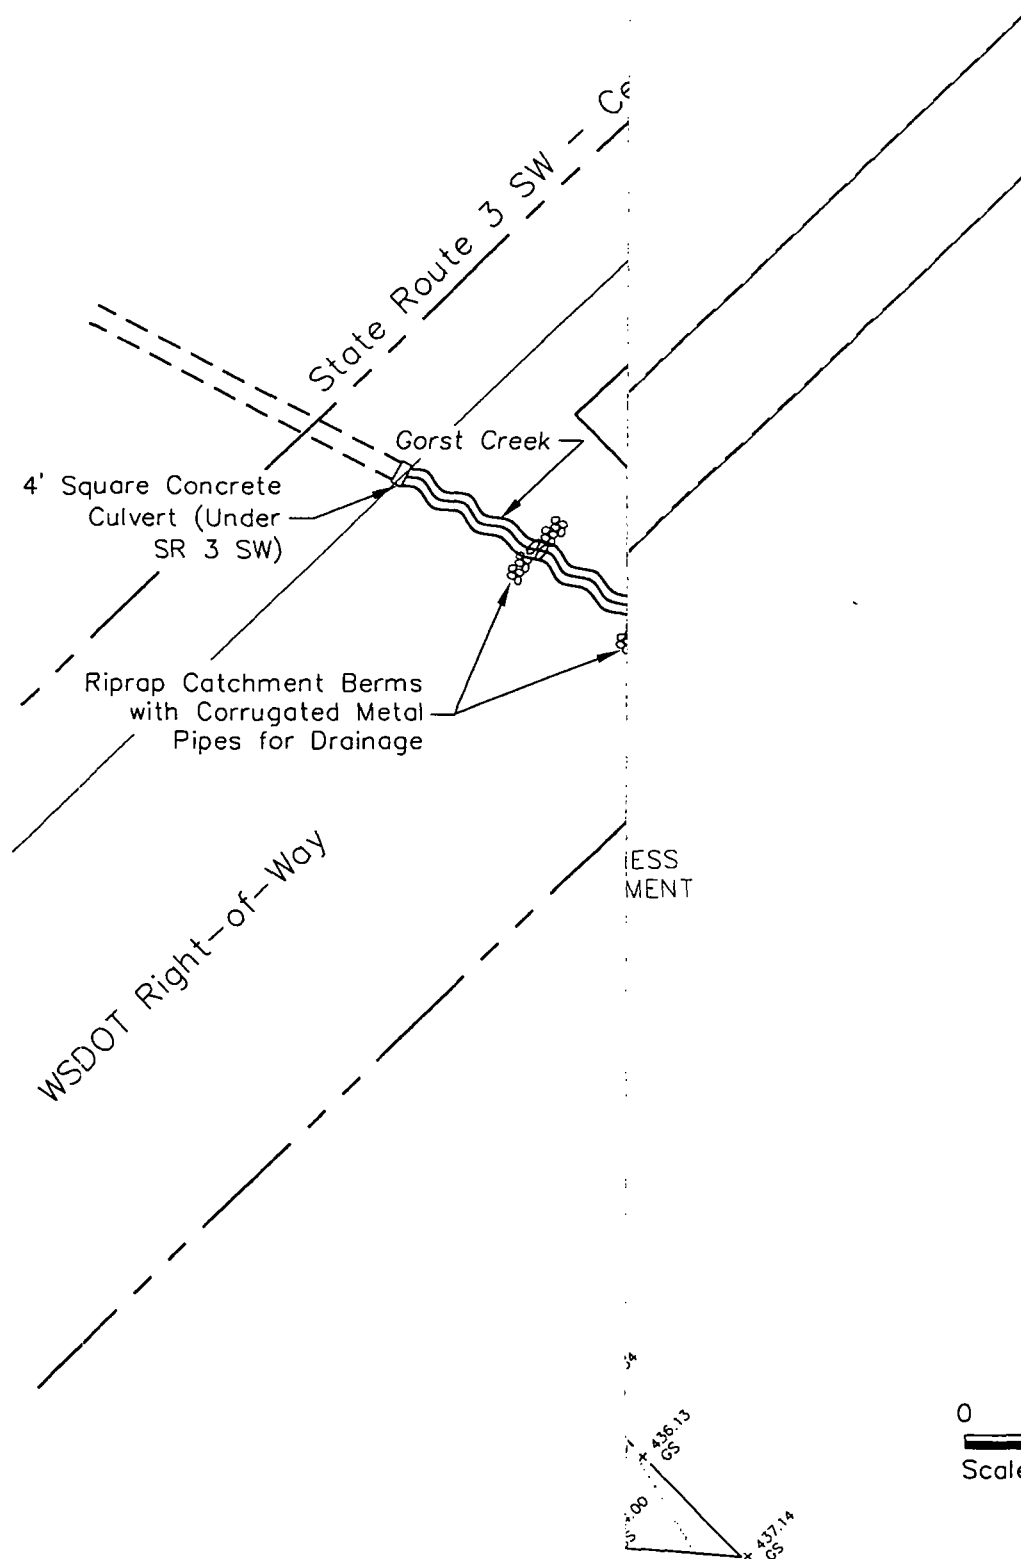 State Route 3 SW – Ce
Gorst Creek
4' Square Concrete
Culvert (Under
SR 3 SW)
Riprap Catchment Berms
with Corrugated Metal
Pipes for Drainage
ESS
MENT
WSDOT Right–of–Way
436.13
GS
437.14
GS
0
Scale